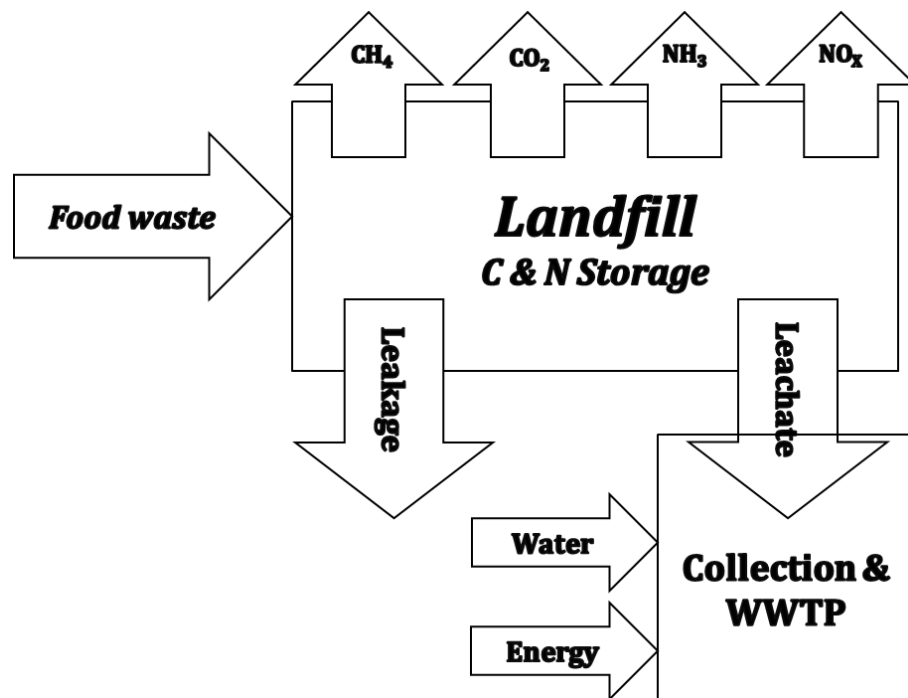 CH₄
CO₂
NH₃
NOₓ
Food waste
Landfill
C & N Storage
Leakage
Leachate
Water
Collection &
WWTP
Energy